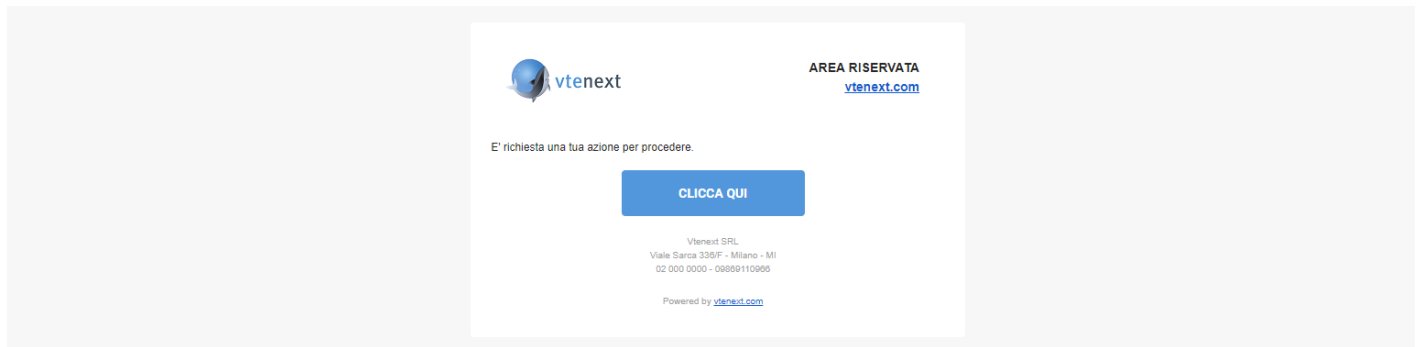 vtenext
AREA RISERVATA
vtenext.com
E' richiesta una tua azione per procedere.
CLICCA QUI
Vtenext SRL
Viale Sarca 336/F - Milano - MI
02 000 0000 - 09869110966
Powered by vtenext.com